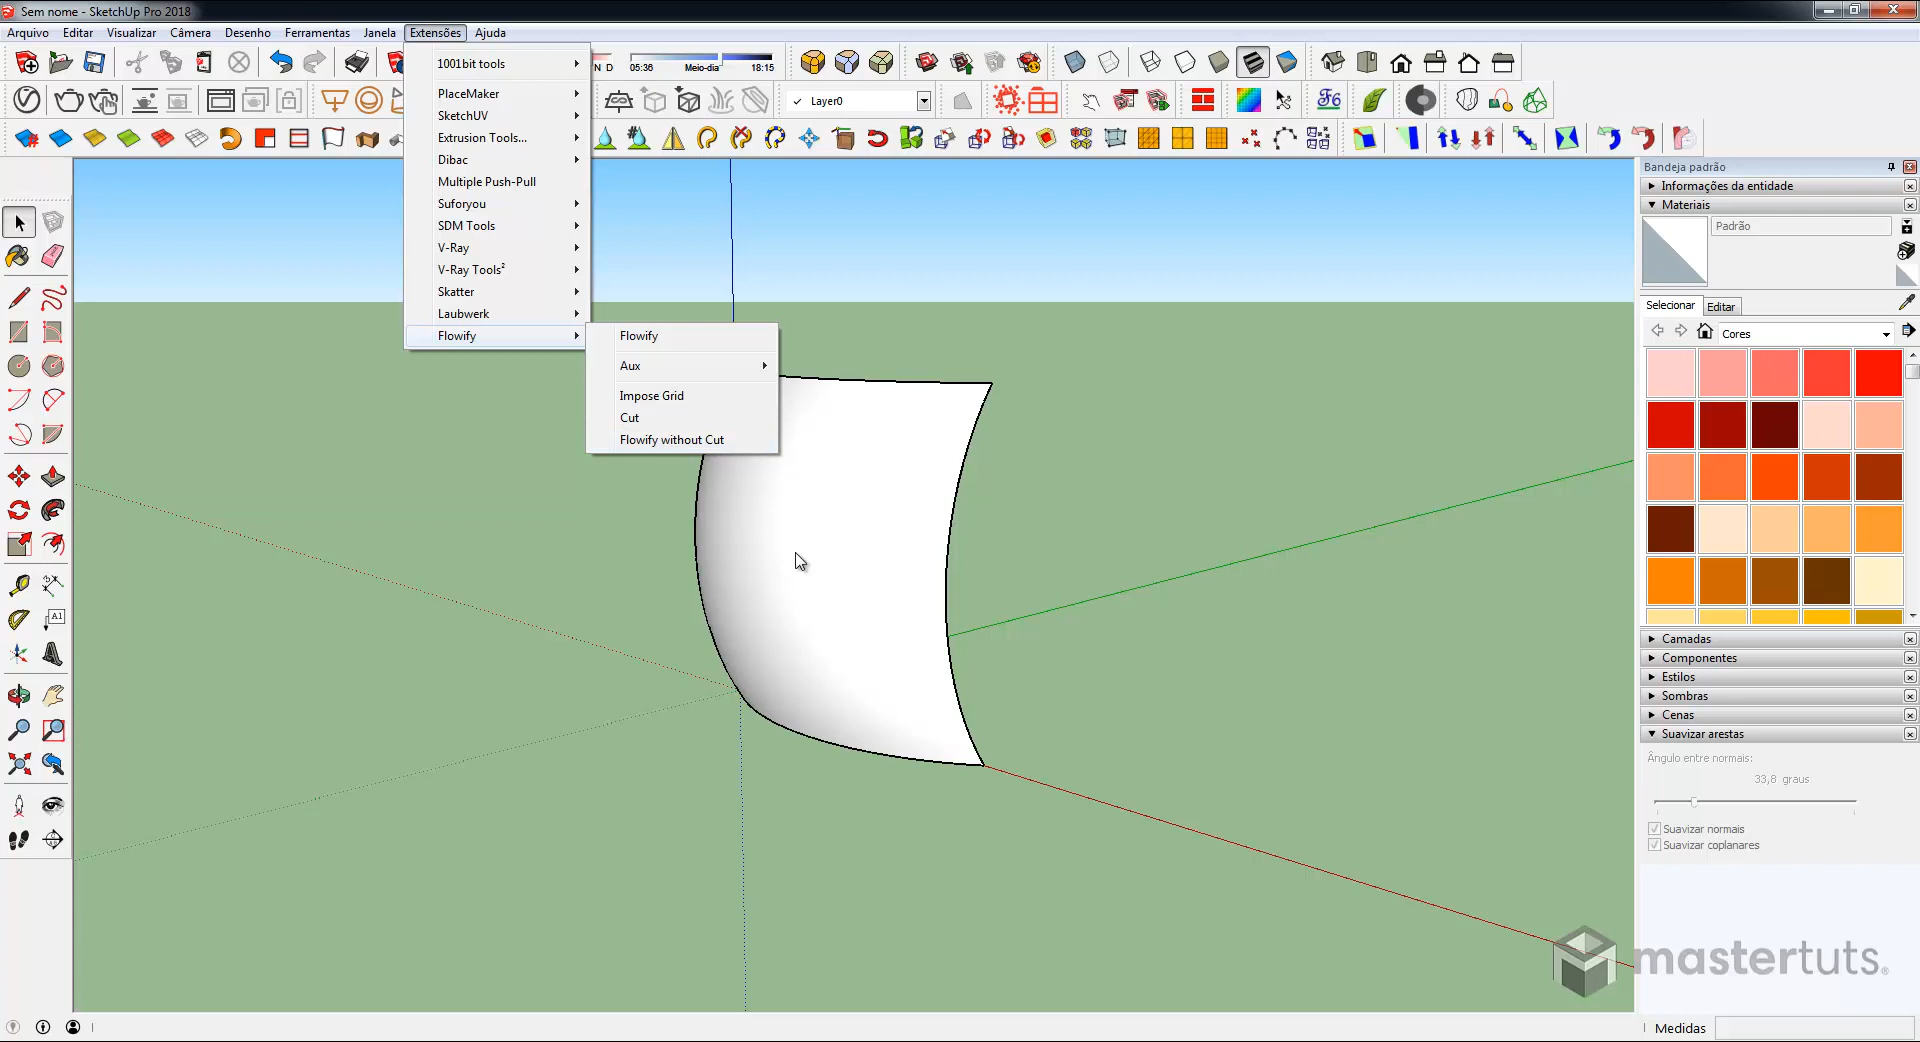 Sem nome - SketchUp Pro 2018
Arquivo Editar Visualizar Câmera Desenho Ferramentas Janela Extensões Ajuda
N D 05:36 Meio-dia 18:15
Layer0
1001bit tools
PlaceMaker
SketchUV
Extrusion Tools...
Dibac
Multiple Push-Pull
Suforyou
SDM Tools
V-Ray
V-Ray Tools²
Skatter
Laubwerk
Flowify
Flowify
Aux
Impose Grid
Cut
Flowify without Cut
Bandeja padrão
Informações da entidade
Materiais
Padrão
Selecionar Editar
Cores
Camadas
Componentes
Estilos
Sombras
Cenas
Suavizar arestas
Ângulo entre normais:
33,8 graus
Suavizar normais
Suavizar coplanares
mastertuts®
Medidas